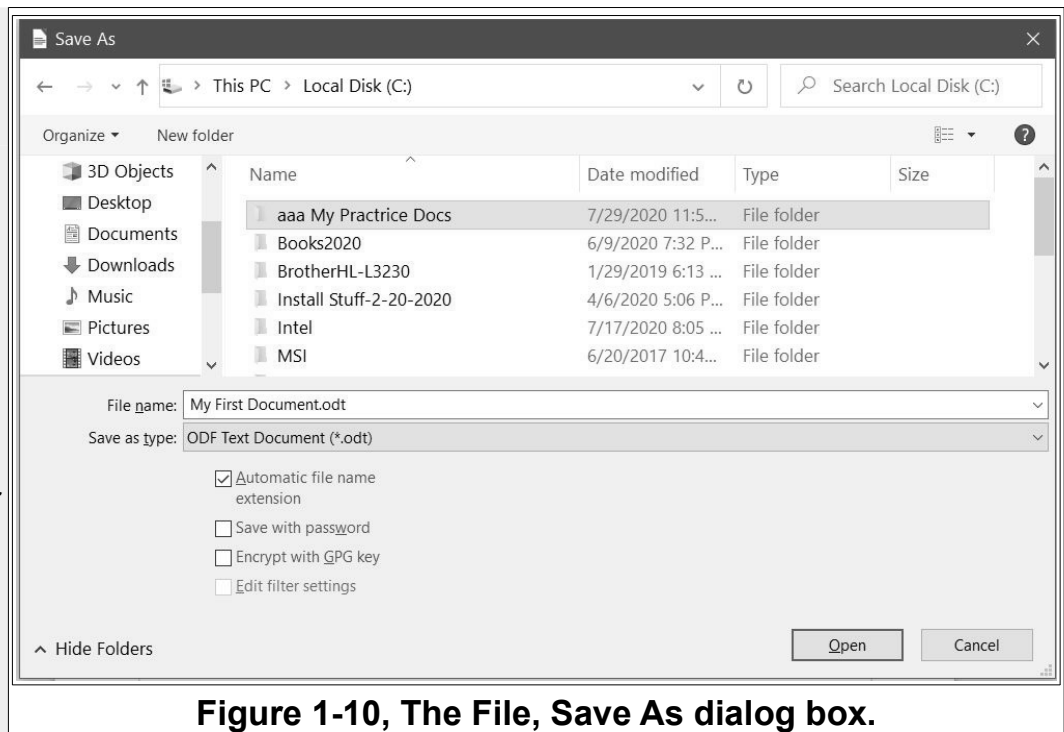 Save As
This PC > Local Disk (C:)
Search Local Disk (C:)
Organize
New folder
3D Objects
Desktop
Documents
Downloads
Music
Pictures
Videos
Name Date modified Type Size
aaa My Practrice Docs 7/29/2020 11:5... File folder
Books2020 6/9/2020 7:32 P... File folder
BrotherHL-L3230 1/29/2019 6:13 ... File folder
Install Stuff-2-20-2020 4/6/2020 5:06 P... File folder
Intel 7/17/2020 8:05 ... File folder
MSI 6/20/2017 10:4... File folder
File name: My First Document.odt
Save as type: ODF Text Document (*.odt)
Automatic file name
extension
Save with password
Encrypt with GPG key
Edit filter settings
Hide Folders
Open Cancel
Figure 1-10, The File, Save As dialog box.